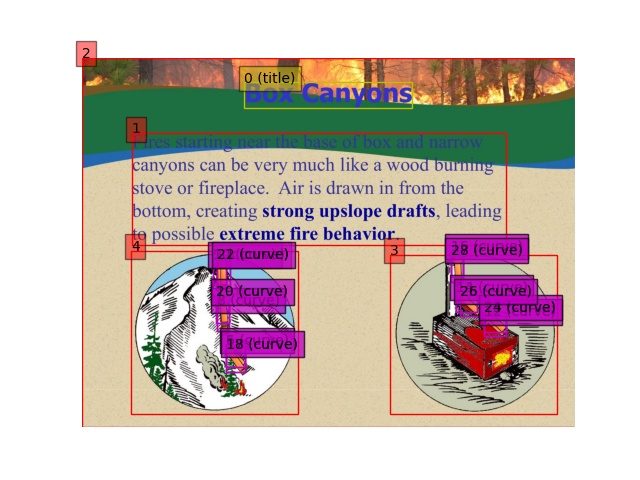 2
0 (title)
Box Canyons
1
Fires starting near the base of box and narrow
canyons can be very much like a wood burning
stove or fireplace.  Air is drawn in from the
bottom, creating strong upslope drafts, leading
to possible extreme fire behavior.
4
22 (curve)
3
28 (curve)
20 (curve)
26 (curve)
24 (curve)
18 (curve)